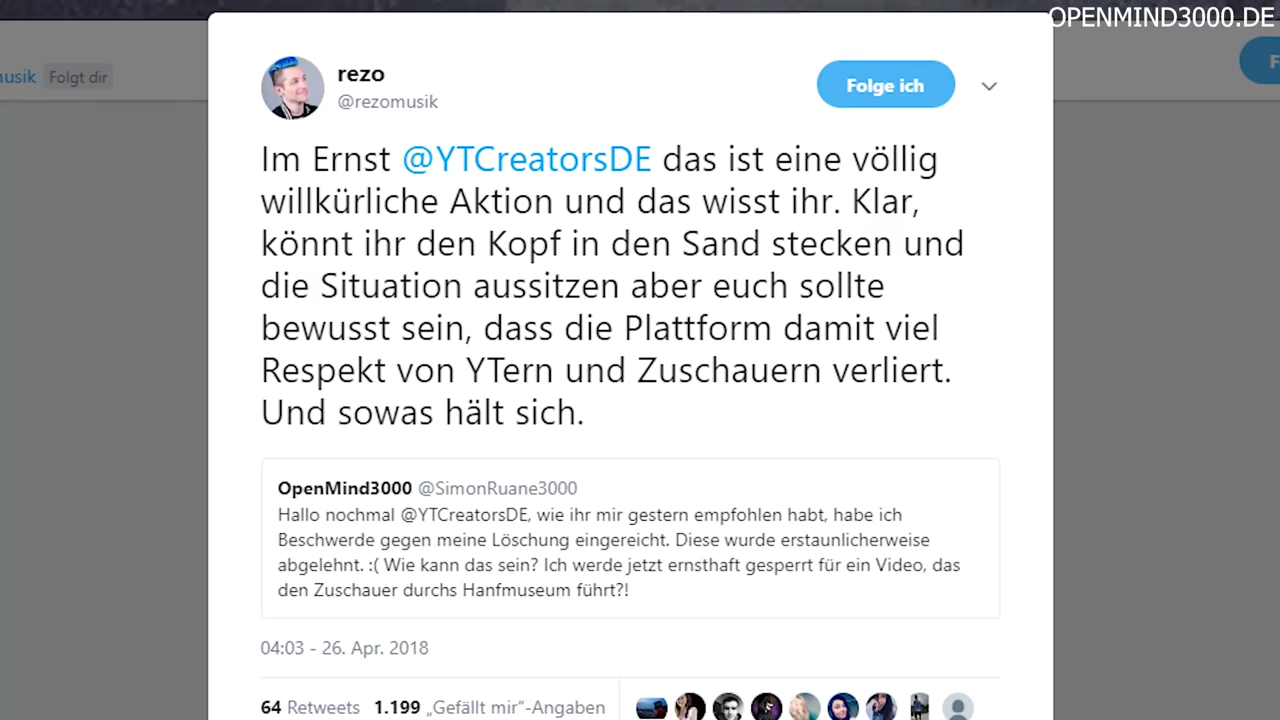 OPENMIND3000.DE
usik Folgt dir
rezo
@rezomusik
Folge ich
F
Im Ernst @YTCreatorsDE das ist eine völlig
willkürliche Aktion und das wisst ihr. Klar,
könnt ihr den Kopf in den Sand stecken und
die Situation aussitzen aber euch sollte
bewusst sein, dass die Plattform damit viel
Respekt von YTern und Zuschauern verliert.
Und sowas hält sich.
OpenMind3000 @SimonRuane3000
Hallo nochmal @YTCreatorsDE, wie ihr mir gestern empfohlen habt, habe ich
Beschwerde gegen meine Löschung eingereicht. Diese wurde erstaunlicherweise
abgelehnt. :( Wie kann das sein? Ich werde jetzt ernsthaft gesperrt für ein Video, das
den Zuschauer durchs Hanfmuseum führt?!
04:03 - 26. Apr. 2018
64 Retweets 1.199 „Gefällt mir“-Angaben